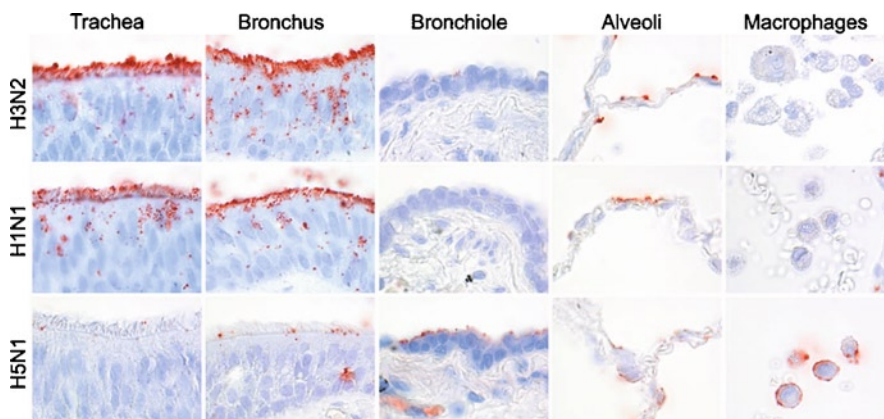 Trachea Bronchus Bronchiole Alveoli Macrophages
H3N2
H1N1
H5N1